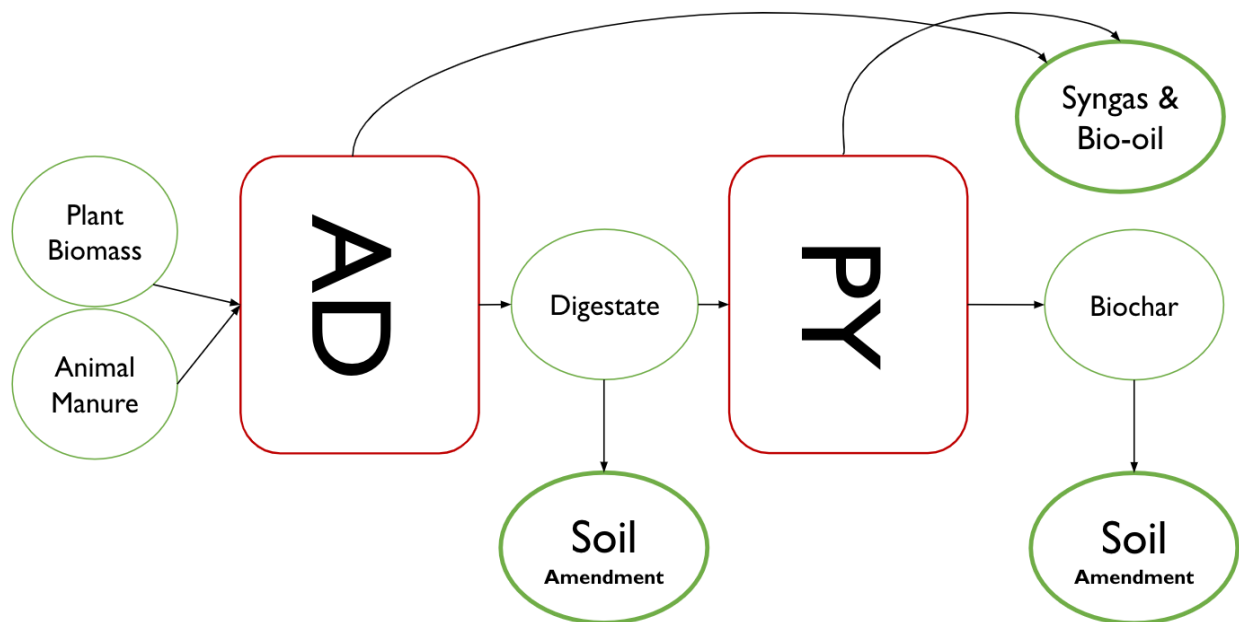 Syngas &
Bio-oil
Plant
Biomass
Animal
Manure
AD
Digestate
PY
Biochar
Soil
Amendment
Soil
Amendment